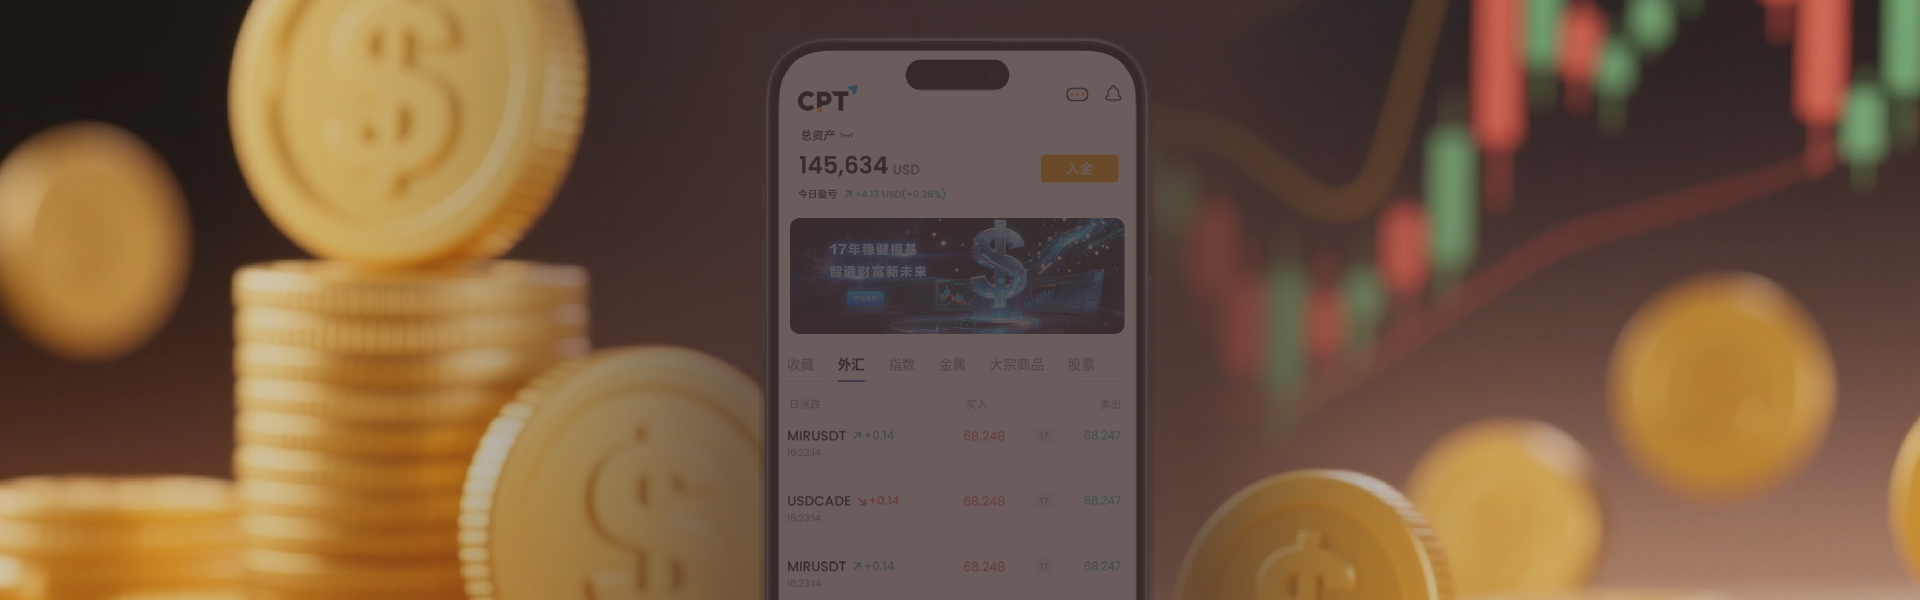 CPT
总资产
145,634 USD
入金
今日盈亏 +4.13 USD(+0.26%)
17年稳健根基
智造财富新未来
收藏 外汇 指数 金属 大宗商品 股票
日涨跌 买入 卖出
MIRUSDT +0.14 68.248 17 68.247
16:23:14
USDCADE +0.14 68.248 17 68.247
16:23:14
MIRUSDT +0.14 68.248 17 68.247
16:23:14